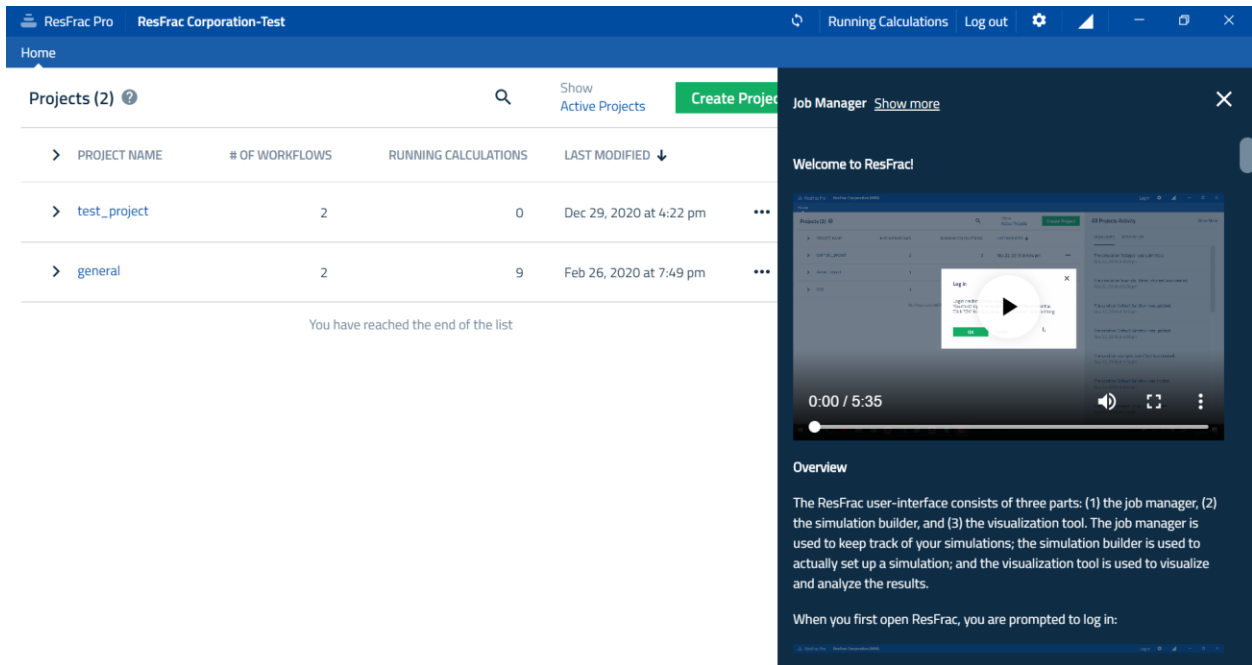 ResFrac Pro ResFrac Corporation-Test Running Calculations Log out
Home
Projects (2)
Show
Active Projects
Create Projec
PROJECT NAME # OF WORKFLOWS RUNNING CALCULATIONS LAST MODIFIED
test_project 2 0 Dec 29, 2020 at 4:22 pm
general 2 9 Feb 26, 2020 at 7:49 pm
You have reached the end of the list
Job Manager Show more
Welcome to ResFrac!
Log in
0:00 / 5:35
Overview
The ResFrac user-interface consists of three parts: (1) the job manager, (2)
the simulation builder, and (3) the visualization tool. The job manager is
used to keep track of your simulations; the simulation builder is used to
actually set up a simulation; and the visualization tool is used to visualize
and analyze the results.
When you first open ResFrac, you are prompted to log in: